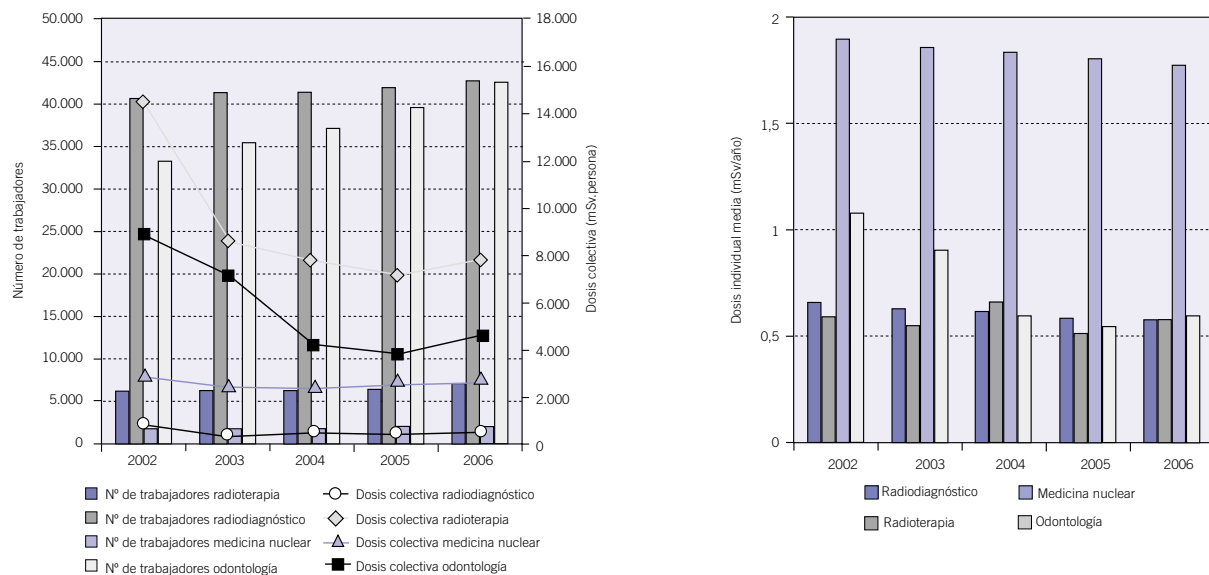 Número de trabajadores
50.000
45.000
40.000
35.000
30.000
25.000
20.000
15.000
10.000
5.000
0
18.000
16.000
14.000
12.000
10.000
8.000
6.000
4.000
2.000
0
Dosis colectiva (mSv.persona)
2002 2003 2004 2005 2006
Nº de trabajadores radioterapia
Nº de trabajadores radiodiagnóstico
Nº de trabajadores medicina nuclear
Nº de trabajadores odontología
Dosis colectiva radiodiagnóstico
Dosis colectiva radioterapia
Dosis colectiva medicina nuclear
Dosis colectiva odontología
Dosis individual media (mSv/año)
2
1,5
1
0,5
0
2002 2003 2004 2005 2006
Radiodiagnóstico
Medicina nuclear
Radioterapia
Odontología